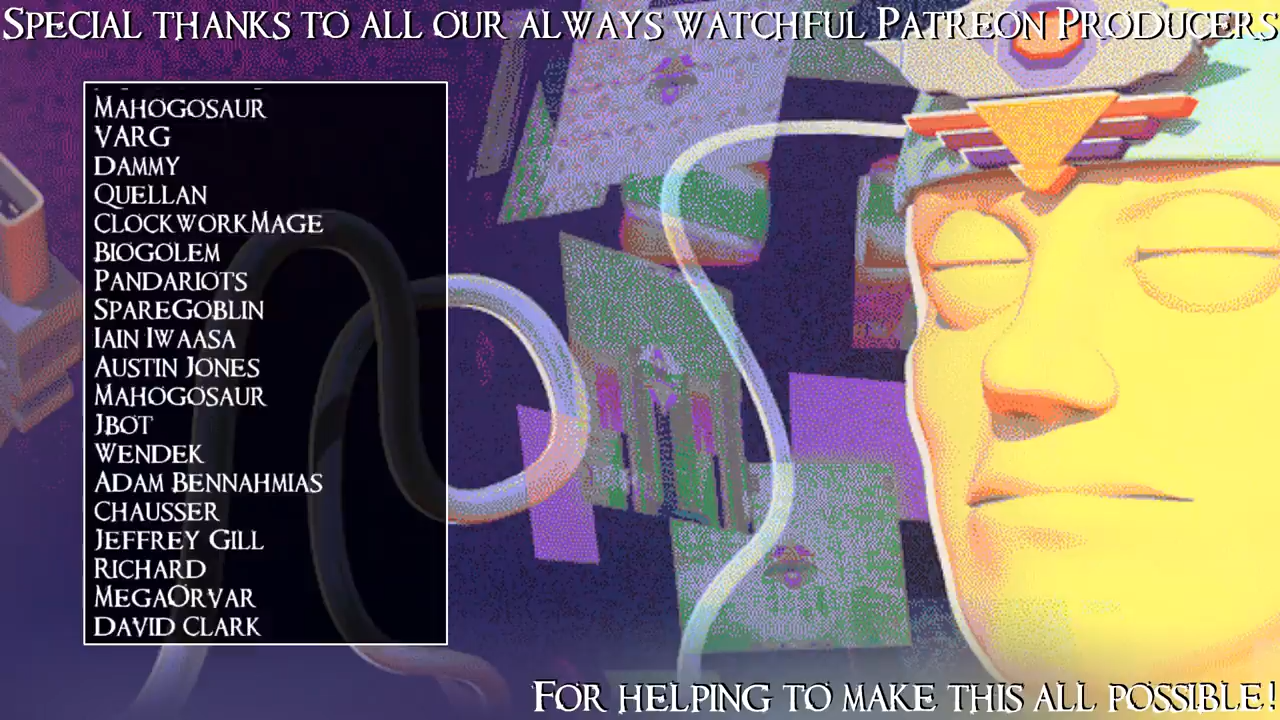 Special thanks to all our always watchful Patreon Producers
Mahogosaur
Varg
Dammy
Quellan
ClockworkMage
Biogolem
Pandariots
SpareGoblin
Iain Iwaasa
Austin Jones
Mahogosaur
Jbot
Wendek
Adam Bennahmias
Chausser
Jeffrey Gill
Richard
MegaOrvar
David Clark
For helping to make this all possible!